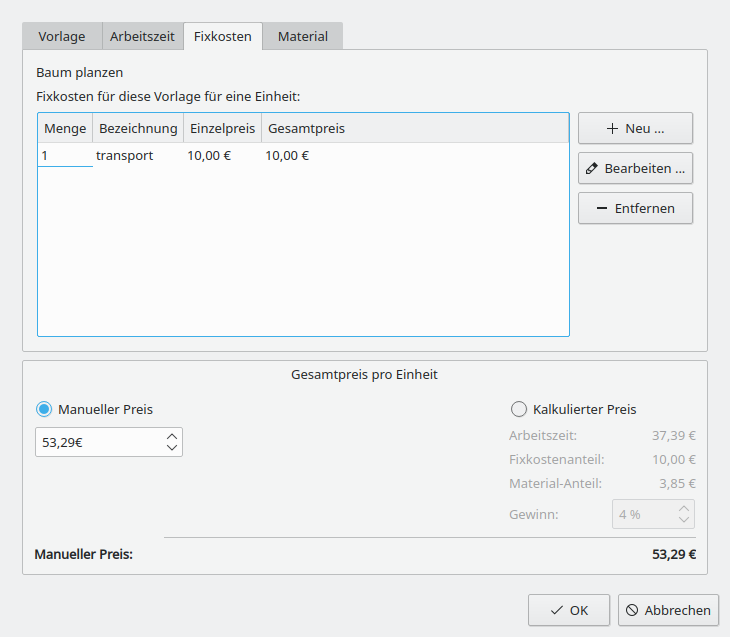 Vorlage Arbeitszeit Fixkosten Material
Baum planzen
Fixkosten für diese Vorlage für eine Einheit:
Menge Bezeichnung Einzelpreis Gesamtpreis
1 transport 10,00 € 10,00 €
Neu ...
Bearbeiten ...
Entfernen
Gesamtpreis pro Einheit
Manueller Preis
53,29€
Kalkulierter Preis
Arbeitszeit: 37,39 €
Fixkostenanteil: 10,00 €
Material-Anteil: 3,85 €
Gewinn: 4 %
Manueller Preis: 53,29 €
OK Abbrechen